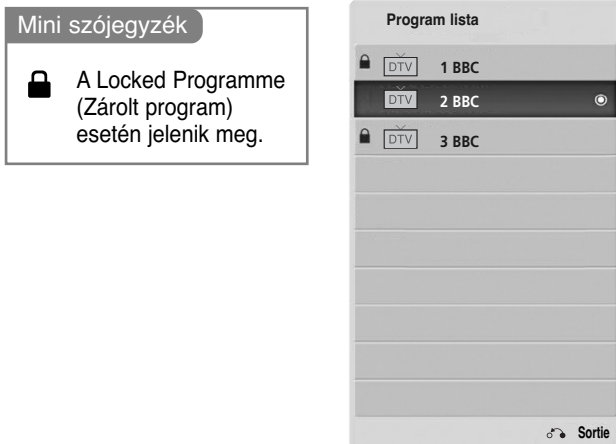 Mini szójegyzék
A Locked Programme
(Zárolt program)
esetén jelenik meg.
Program lista
DTV 1 BBC
DTV 2 BBC
DTV 3 BBC
Sortie